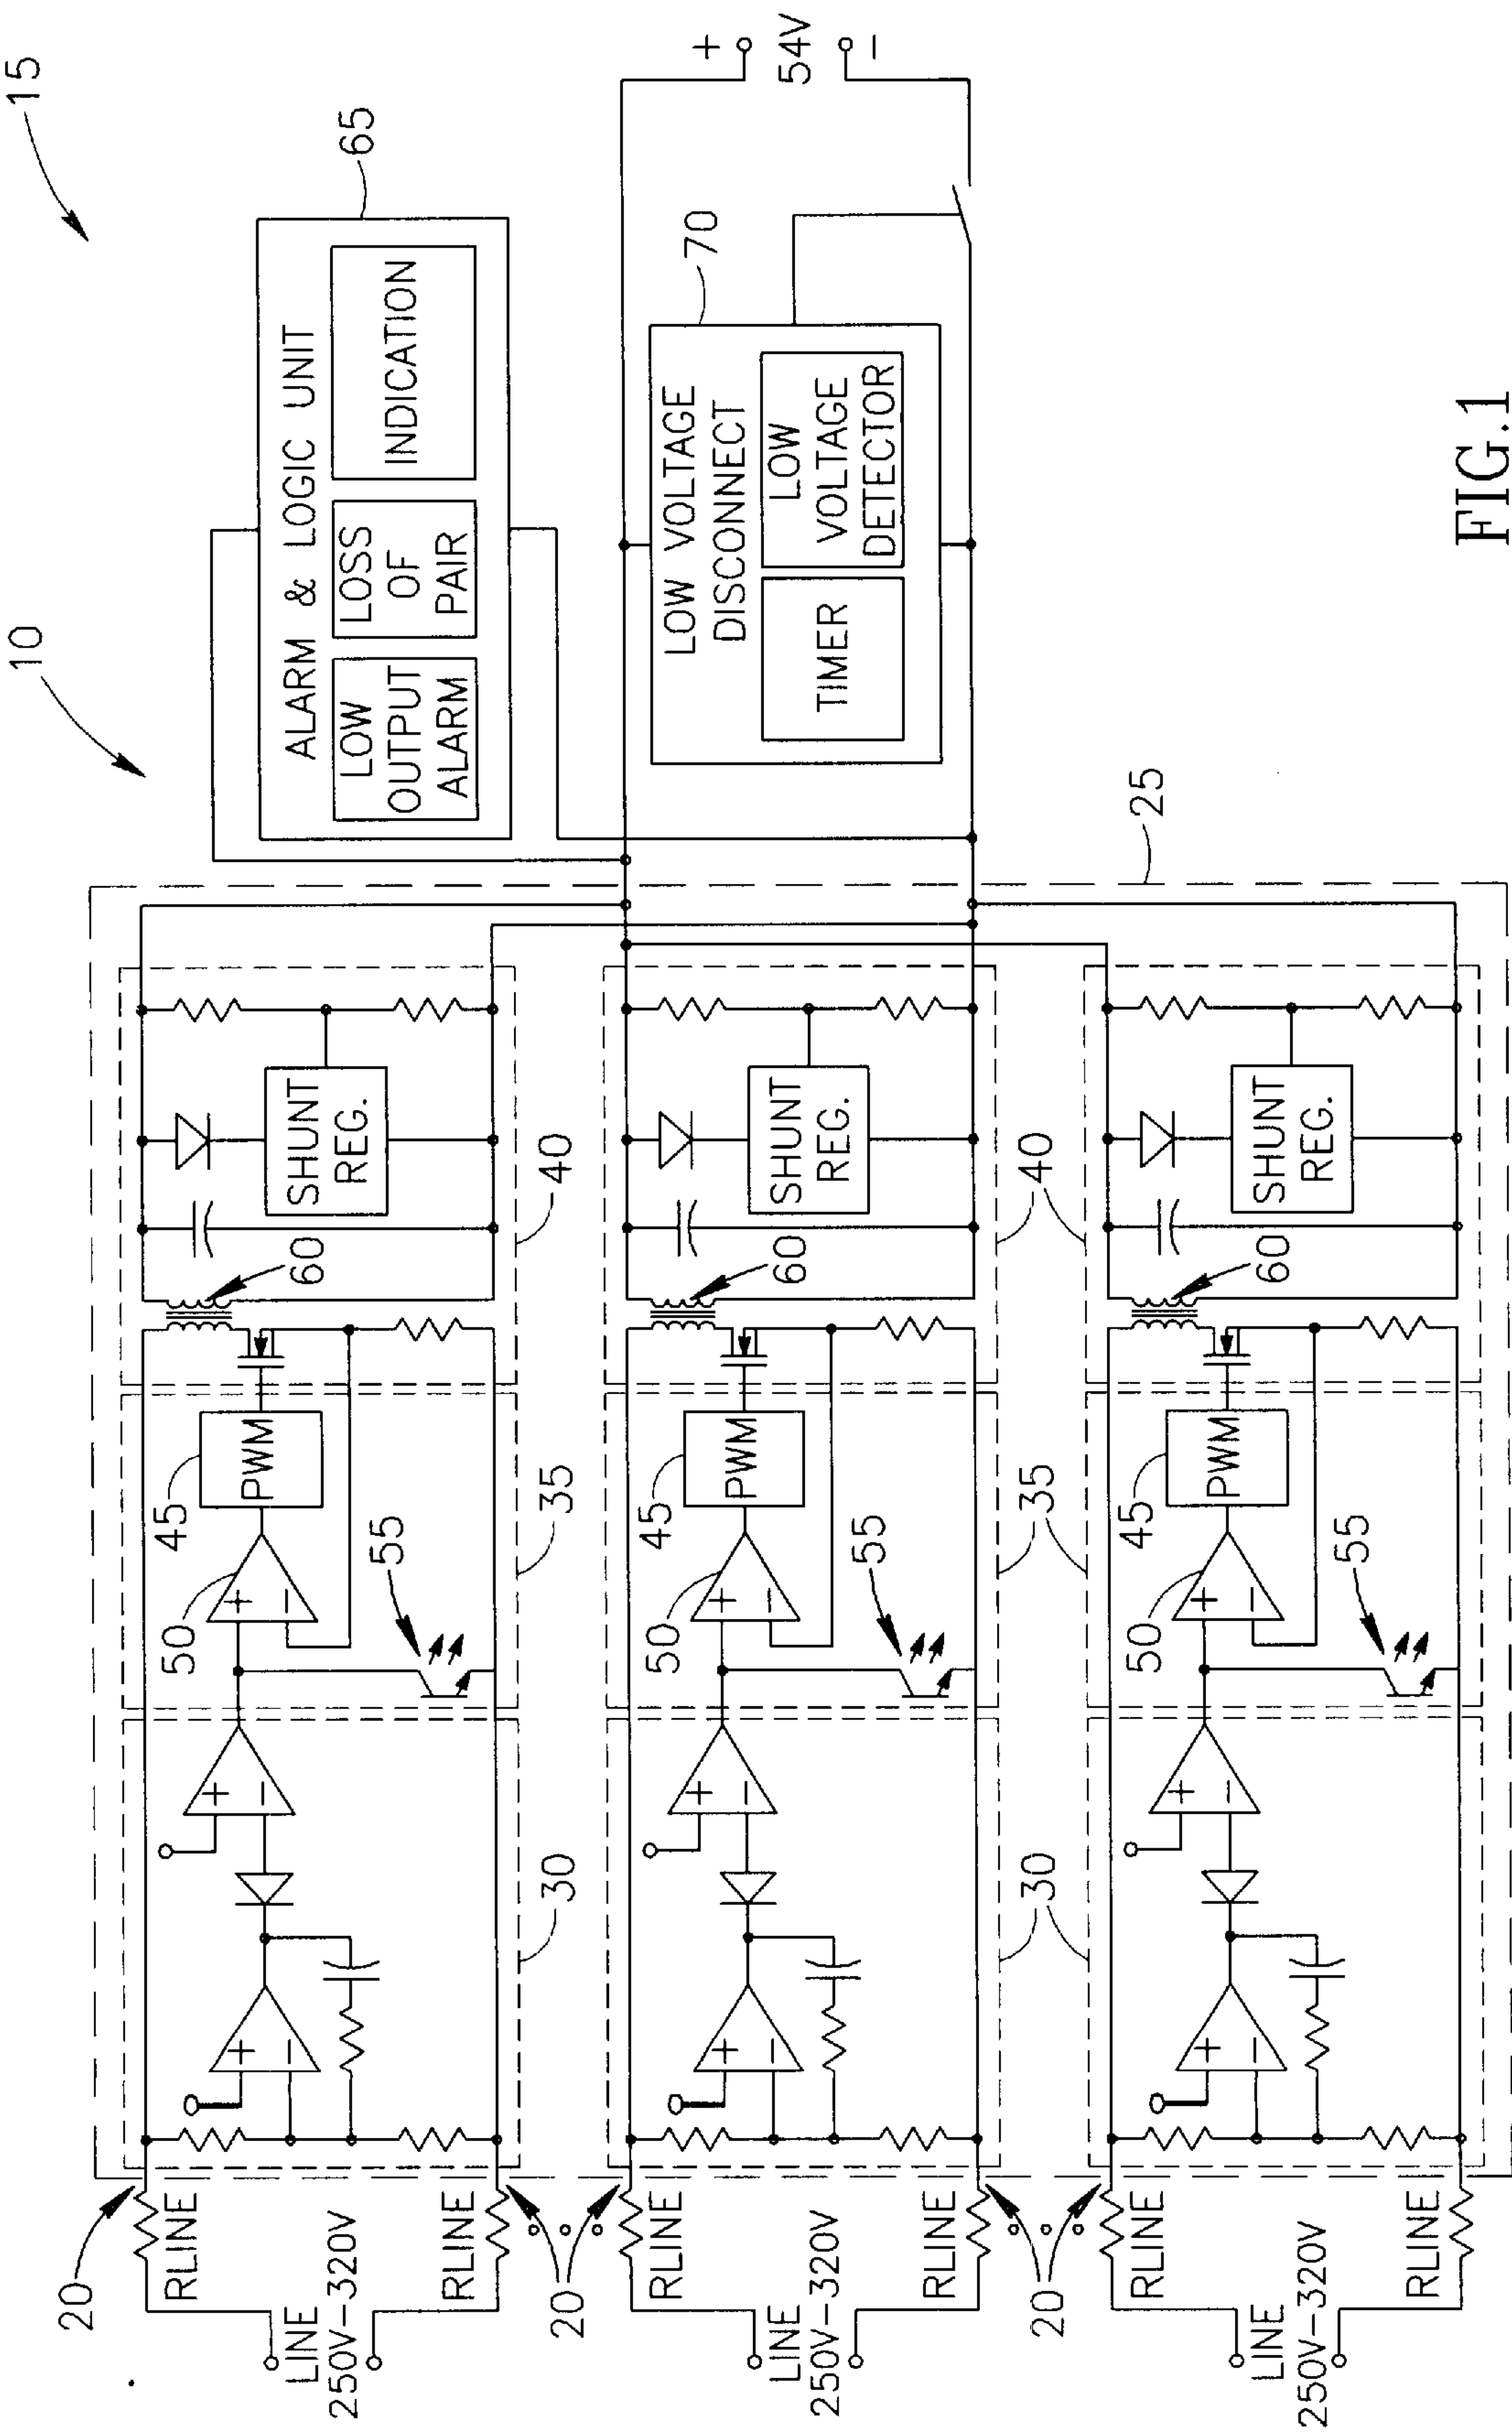 15
10
ALARM & LOGIC UNIT
LOW
OUTPUT
ALARM
LOSS
OF
PAIR
INDICATION
65
+
54V
−
LOW VOLTAGE
DISCONNECT
TIMER
LOW
VOLTAGE
DETECTOR
70
25
20
RLINE
LINE
250V-320V
RLINE
+
−
+
−
30
50
+
−
45
PWM
55
35
60
SHUNT
REG.
40
20
RLINE
LINE
250V-320V
RLINE
+
−
+
−
30
50
+
−
45
PWM
55
35
60
SHUNT
REG.
40
20
RLINE
LINE
250V-320V
RLINE
+
−
+
−
50
+
−
45
PWM
55
60
SHUNT
REG.
FIG.1